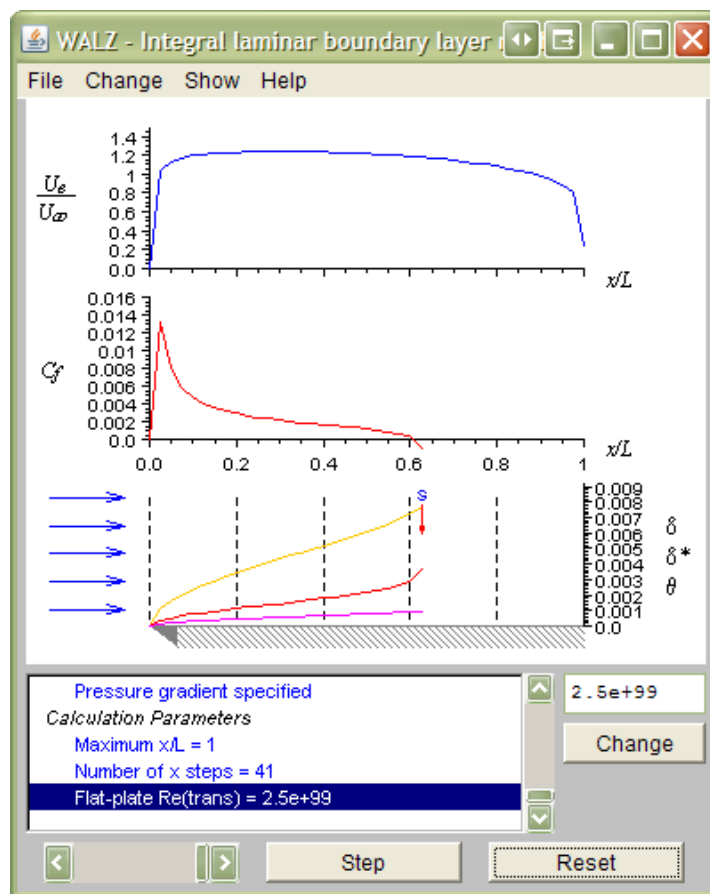 WALZ - Integral laminar boundary layer
File Change Show Help
1.4
1.2
1
0.8
0.6
0.4
0.2
0.0
Ue
U∞
x/L
0.016
0.014
0.012
0.01
0.008
0.006
0.004
0.002
0.0
Cf
x/L
0.0 0.2 0.4 0.6 0.8 1
S
0.009
0.008
0.007
0.006
0.005
0.004
0.003
0.002
0.001
0.0
δ
δ*
θ
Pressure gradient specified
2.5e+99
Calculation Parameters
Maximum x/L = 1
Change
Number of x steps = 41
Flat-plate Re(trans) = 2.5e+99
Step
Reset